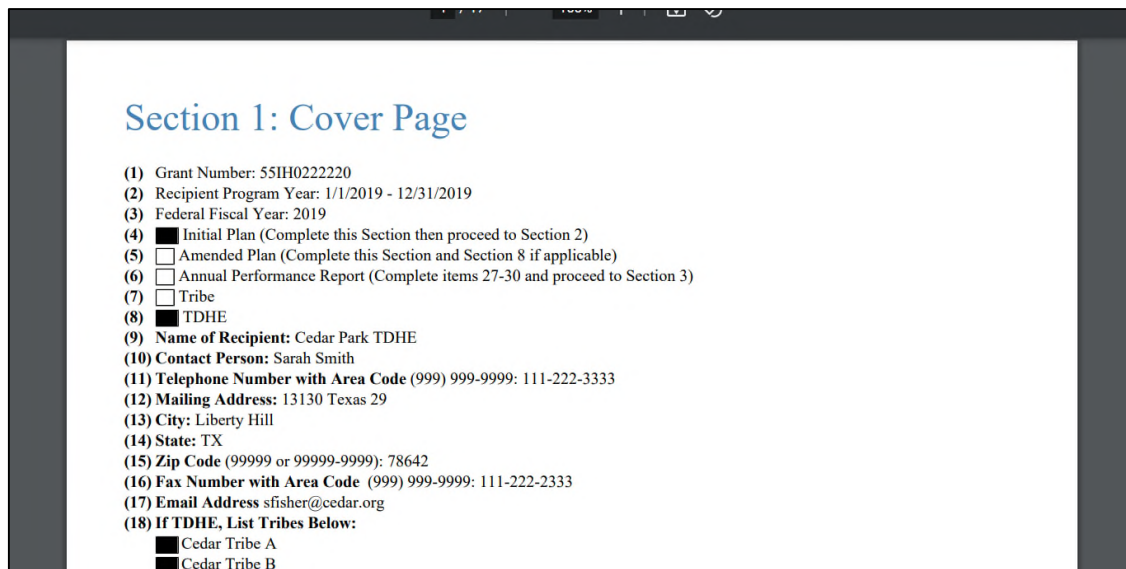 Section 1: Cover Page
(1) Grant Number: 55IH0222220
(2) Recipient Program Year: 1/1/2019 - 12/31/2019
(3) Federal Fiscal Year: 2019
(4) Initial Plan (Complete this Section then proceed to Section 2)
(5) Amended Plan (Complete this Section and Section 8 if applicable)
(6) Annual Performance Report (Complete items 27-30 and proceed to Section 3)
(7) Tribe
(8) TDHE
(9) Name of Recipient: Cedar Park TDHE
(10) Contact Person: Sarah Smith
(11) Telephone Number with Area Code (999) 999-9999: 111-222-3333
(12) Mailing Address: 13130 Texas 29
(13) City: Liberty Hill
(14) State: TX
(15) Zip Code (99999 or 99999-9999): 78642
(16) Fax Number with Area Code (999) 999-9999: 111-222-2333
(17) Email Address sfisher@cedar.org
(18) If TDHE, List Tribes Below:
Cedar Tribe A
Cedar Tribe B